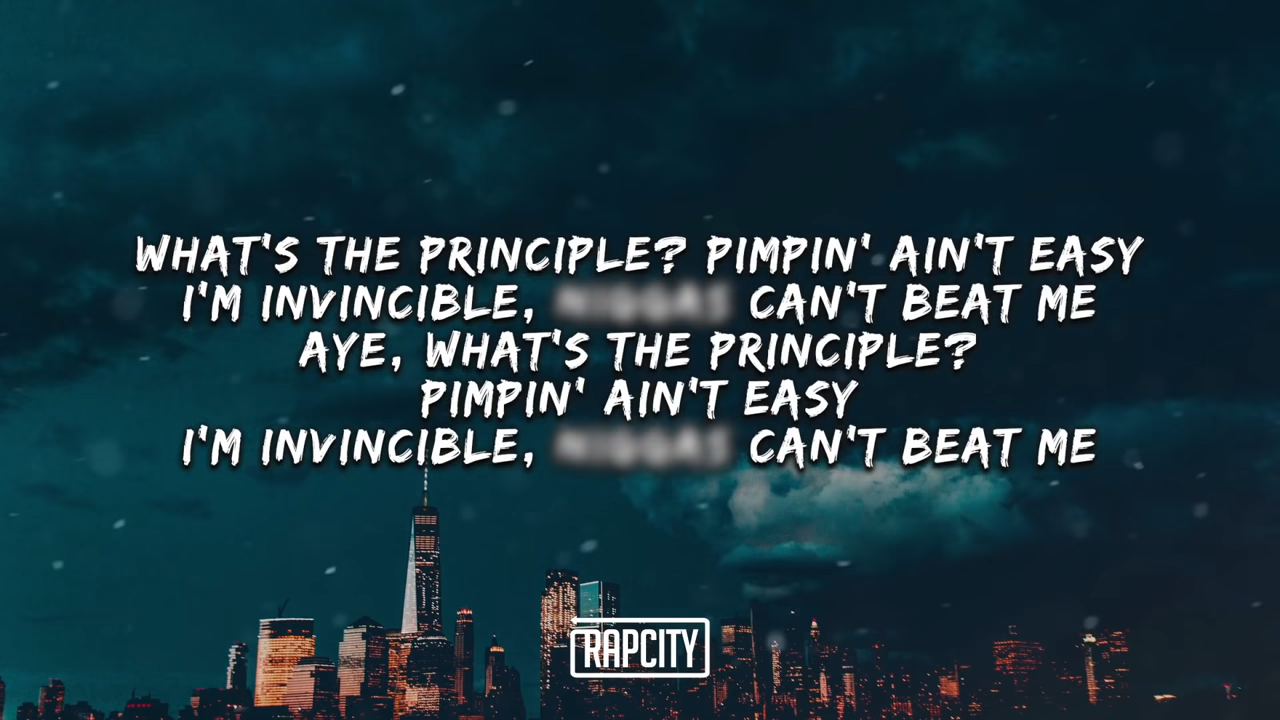 WHAT'S THE PRINCIPLE? PIMPIN' AIN'T EASY
I'M INVINCIBLE, CAN'T BEAT ME
AYE, WHAT'S THE PRINCIPLE?
PIMPIN' AIN'T EASY
I'M INVINCIBLE, CAN'T BEAT ME
RAPCITY